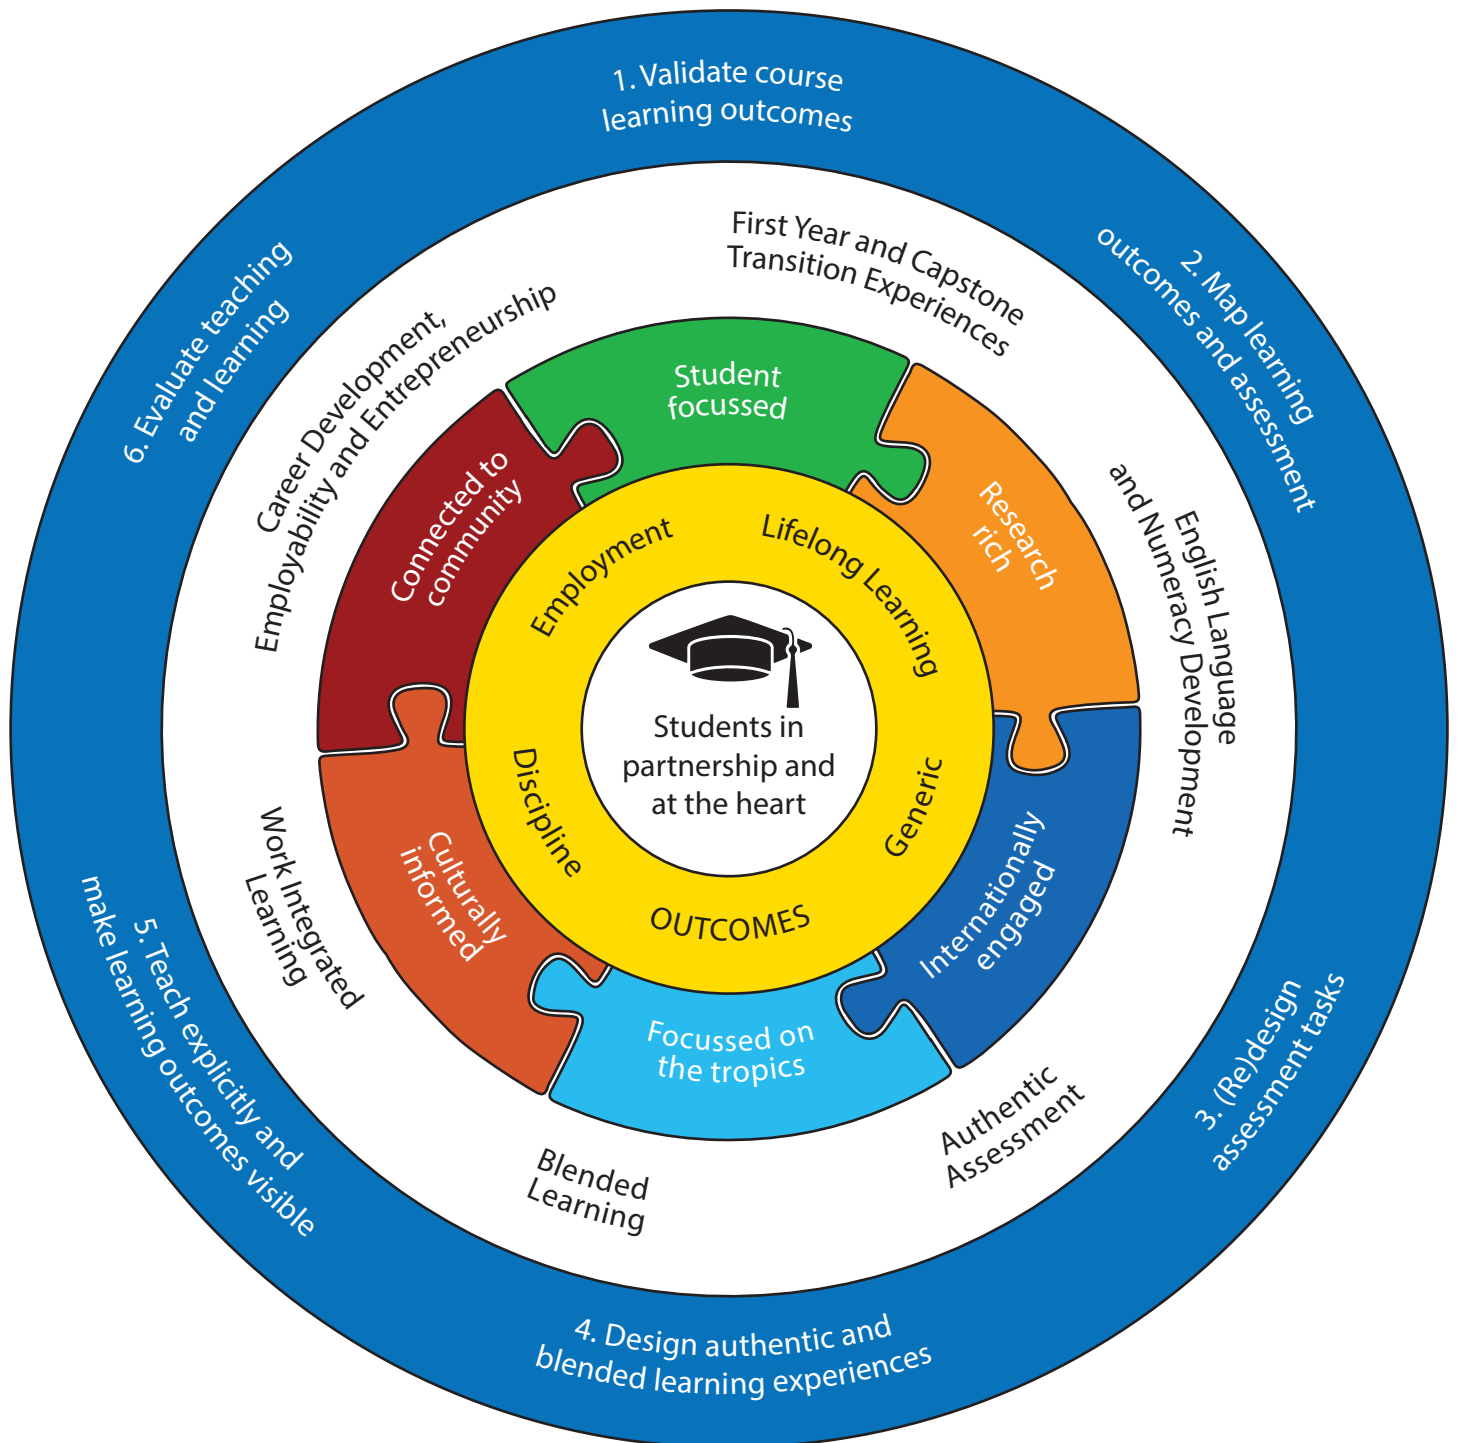 1. Validate course
learning outcomes
2. Map learning
outcomes and assessment
3. (Re)design
assessment tasks
4. Design authentic and
blended learning experiences
5. Teach explicitly and
make learning outcomes visible
6. Evaluate teaching
and learning
First Year and Capstone
Transition Experiences
English Language
and Numeracy Development
Authentic
Assessment
Blended
Learning
Work Integrated
Learning
Career Development,
Employability and Entrepreneurship
Student
focussed
Research
rich
Internationally
engaged
Focussed on
the tropics
Culturally
informed
Connected to
community
Employment
Lifelong Learning
Generic
OUTCOMES
Discipline
Students in
partnership and
at the heart